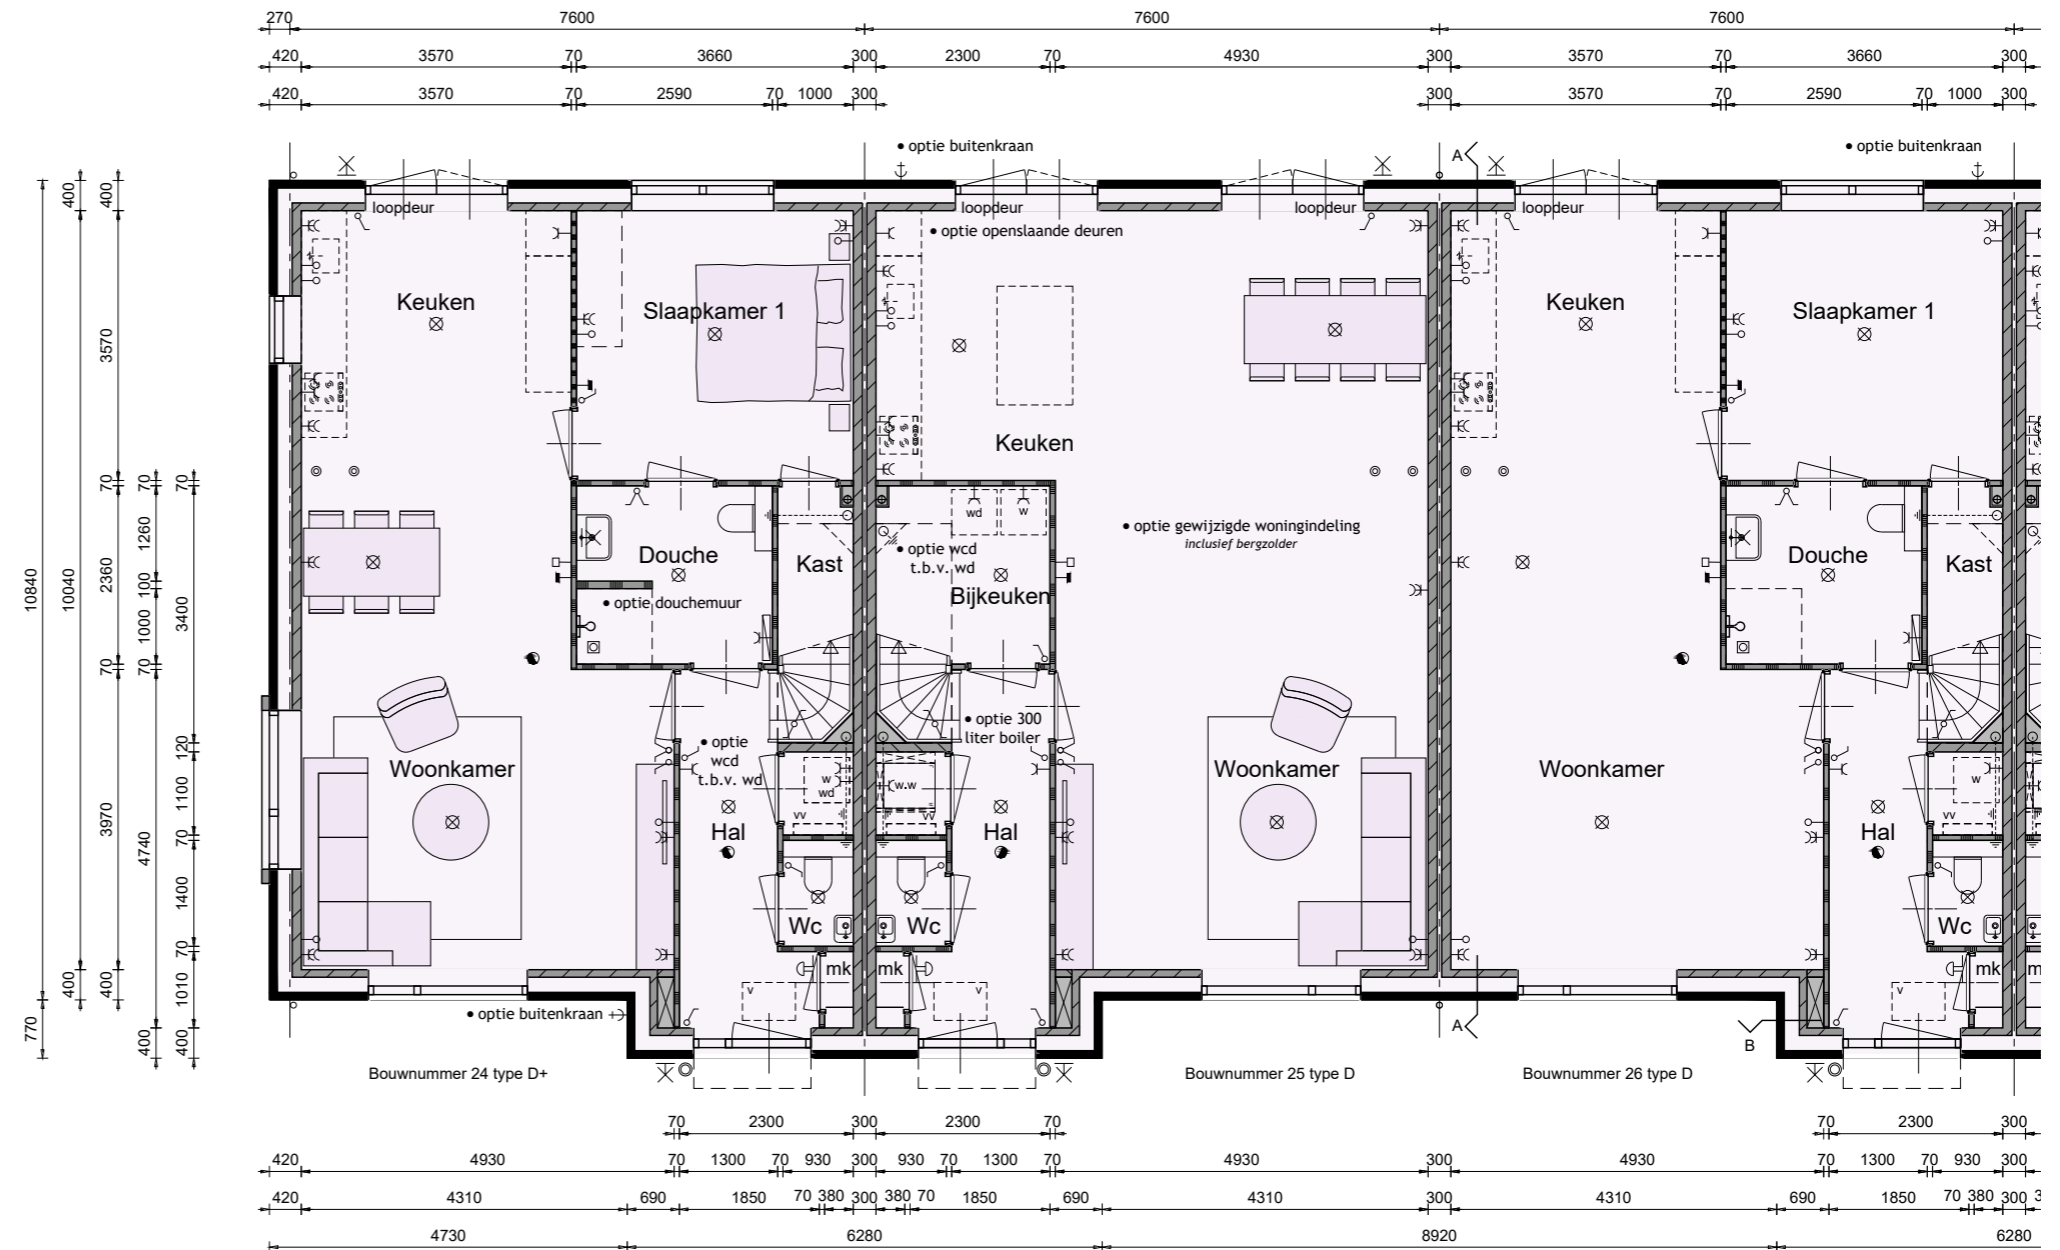 270 7600 7600 7600
420 3570 70 3660 300 2300 70 4930 300 3570 70 3660 300
420 3570 70 2590 70 1000 300 300 3570 70 2590 70 1000 300
• optie buitenkraan
A
• optie buitenkraan
loopdeur
loopdeur
loopdeur
loopdeur
• optie openslaande deuren
Keuken
Slaapkamer 1
Keuken
Keuken
Slaapkamer 1
wd
w
• optie gewijzigde woningindeling
inclusief bergzolder
Douche
Kast
• optie wcd
t.b.v. wd
Bijkeuken
• optie douchemuur
Douche
Kast
• optie 300
liter boiler
• optie
wcd
t.b.v. wd
Woonkamer
w
wd
w.w
vv
vv
Woonkamer
Woonkamer
w
vv
Hal
Hal
Hal
Wc
Wc
Wc
mk
mk
mk
m
v
v
v
• optie buitenkraan
A
B
Bouwnummer 24 type D+
Bouwnummer 25 type D
Bouwnummer 26 type D
10840
770
400
10040
400
400
3570
70
2360
70
3970
400
70
1260
100
1000
70
4740
400
70
3400
120
1100
70
1400
70
1010
400
70 2300 300 2300 70 70 2300 300
420 4930 70 1300 70 930 300 930 70 1300 70 4930 300 4930 70 1300 70 930 300
420 4310 690 1850 70 380 300 380 70 1850 690 4310 300 4310 690 1850 70 380 300 3
4730 6280 8920 6280